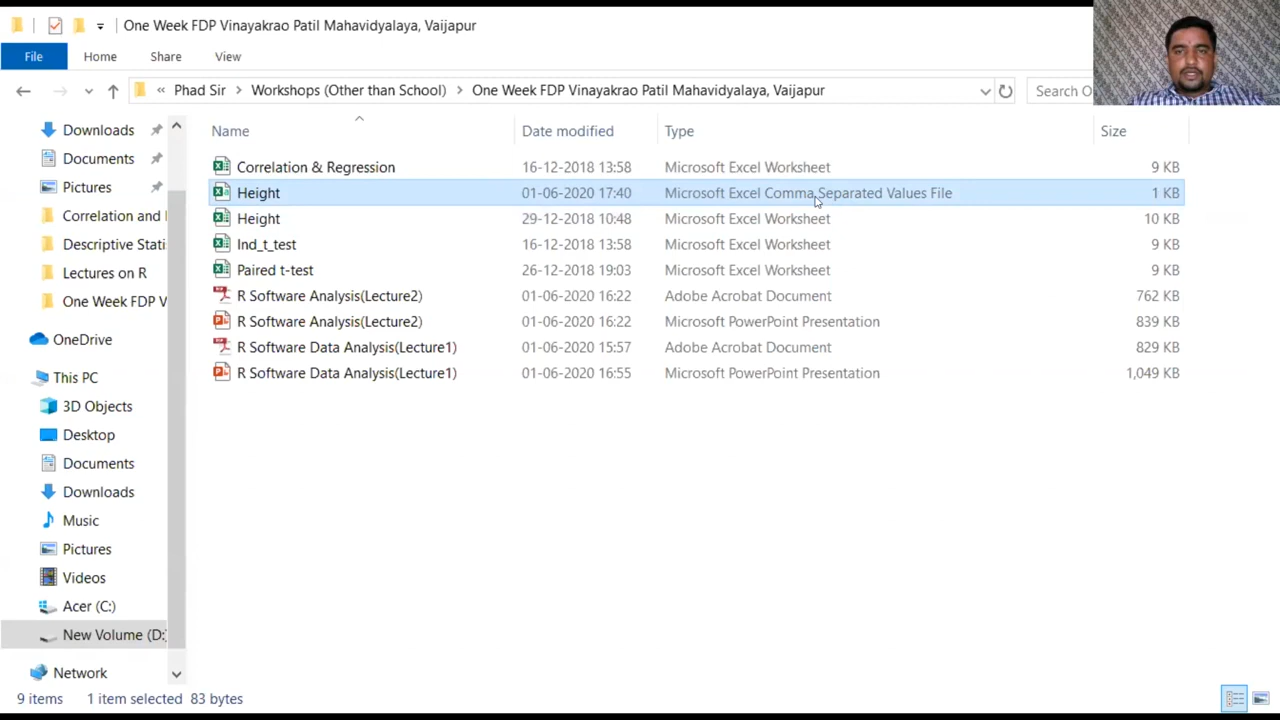 One Week FDP Vinayakrao Patil Mahavidyalaya, Vaijapur
File Home Share View
« Phad Sir > Workshops (Other than School) > One Week FDP Vinayakrao Patil Mahavidyalaya, Vaijapur Search O
Name Date modified Type Size
Downloads
Documents
Pictures
Correlation and
Descriptive Stati
Lectures on R
One Week FDP V
OneDrive
This PC
3D Objects
Desktop
Documents
Downloads
Music
Pictures
Videos
Acer (C:)
New Volume (D:
Network
Correlation & Regression 16-12-2018 13:58 Microsoft Excel Worksheet 9 KB
Height 01-06-2020 17:40 Microsoft Excel Comma Separated Values File 1 KB
Height 29-12-2018 10:48 Microsoft Excel Worksheet 10 KB
Ind_t_test 16-12-2018 13:58 Microsoft Excel Worksheet 9 KB
Paired t-test 26-12-2018 19:03 Microsoft Excel Worksheet 9 KB
R Software Analysis(Lecture2) 01-06-2020 16:22 Adobe Acrobat Document 762 KB
R Software Analysis(Lecture2) 01-06-2020 16:22 Microsoft PowerPoint Presentation 839 KB
R Software Data Analysis(Lecture1) 01-06-2020 15:57 Adobe Acrobat Document 829 KB
R Software Data Analysis(Lecture1) 01-06-2020 16:55 Microsoft PowerPoint Presentation 1,049 KB
9 items 1 item selected 83 bytes